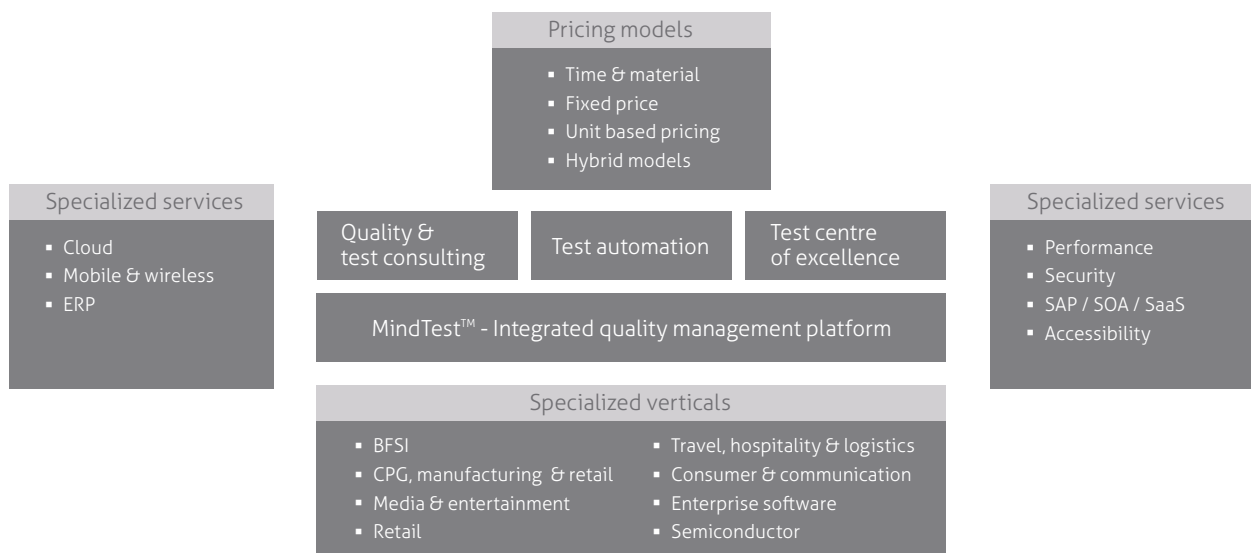 Pricing models
Time & material
Fixed price
Unit based pricing
Hybrid models
Specialized services
Cloud
Mobile & wireless
ERP
Quality &
test consulting
Test automation
Test centre
of excellence
MindTest™ - Integrated quality management platform
Specialized services
Performance
Security
SAP / SOA / SaaS
Accessibility
Specialized verticals
BFSI
CPG, manufacturing & retail
Media & entertainment
Retail
Travel, hospitality & logistics
Consumer & communication
Enterprise software
Semiconductor